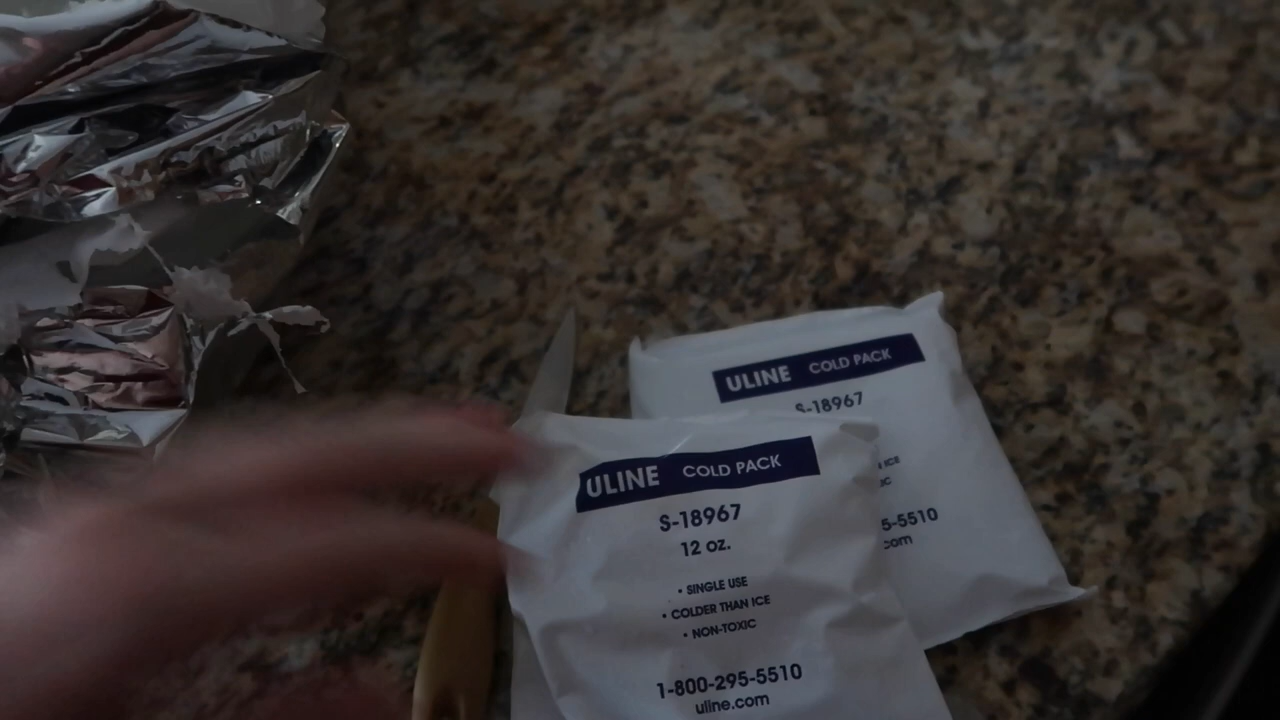 ULINE COLD PACK
S-18967
ULINE COLD PACK
S-18967
12 oz.
• SINGLE USE
• COLDER THAN ICE
• NON-TOXIC
1-800-295-5510
uline.com
ICE
5-5510
.com